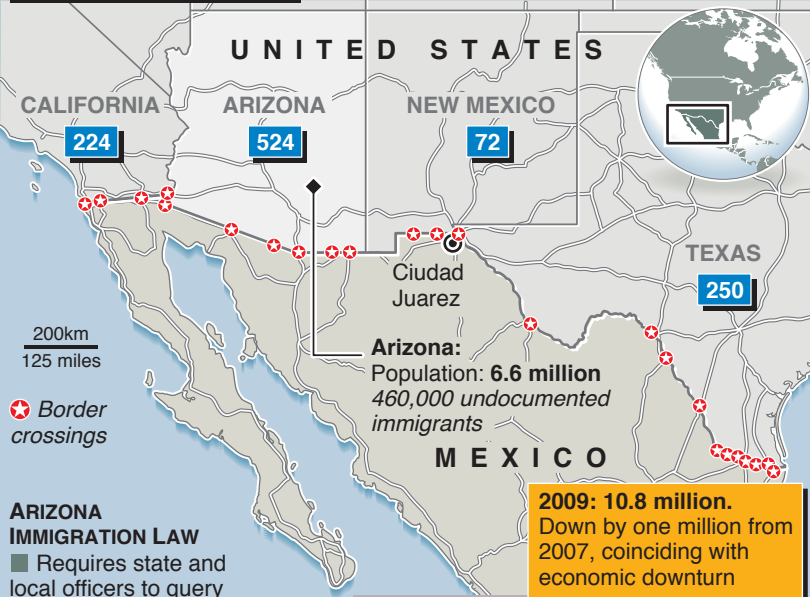 UNITED STATES
CALIFORNIA
224
ARIZONA
524
NEW MEXICO
72
TEXAS
250
Ciudad
Juarez
200km
125 miles
Border
crossings
Arizona:
Population: 6.6 million
460,000 undocumented
immigrants
MEXICO
ARIZONA
IMMIGRATION LAW
Requires state and
local officers to query
2009: 10.8 million.
Down by one million from
2007, coinciding with
economic downturn